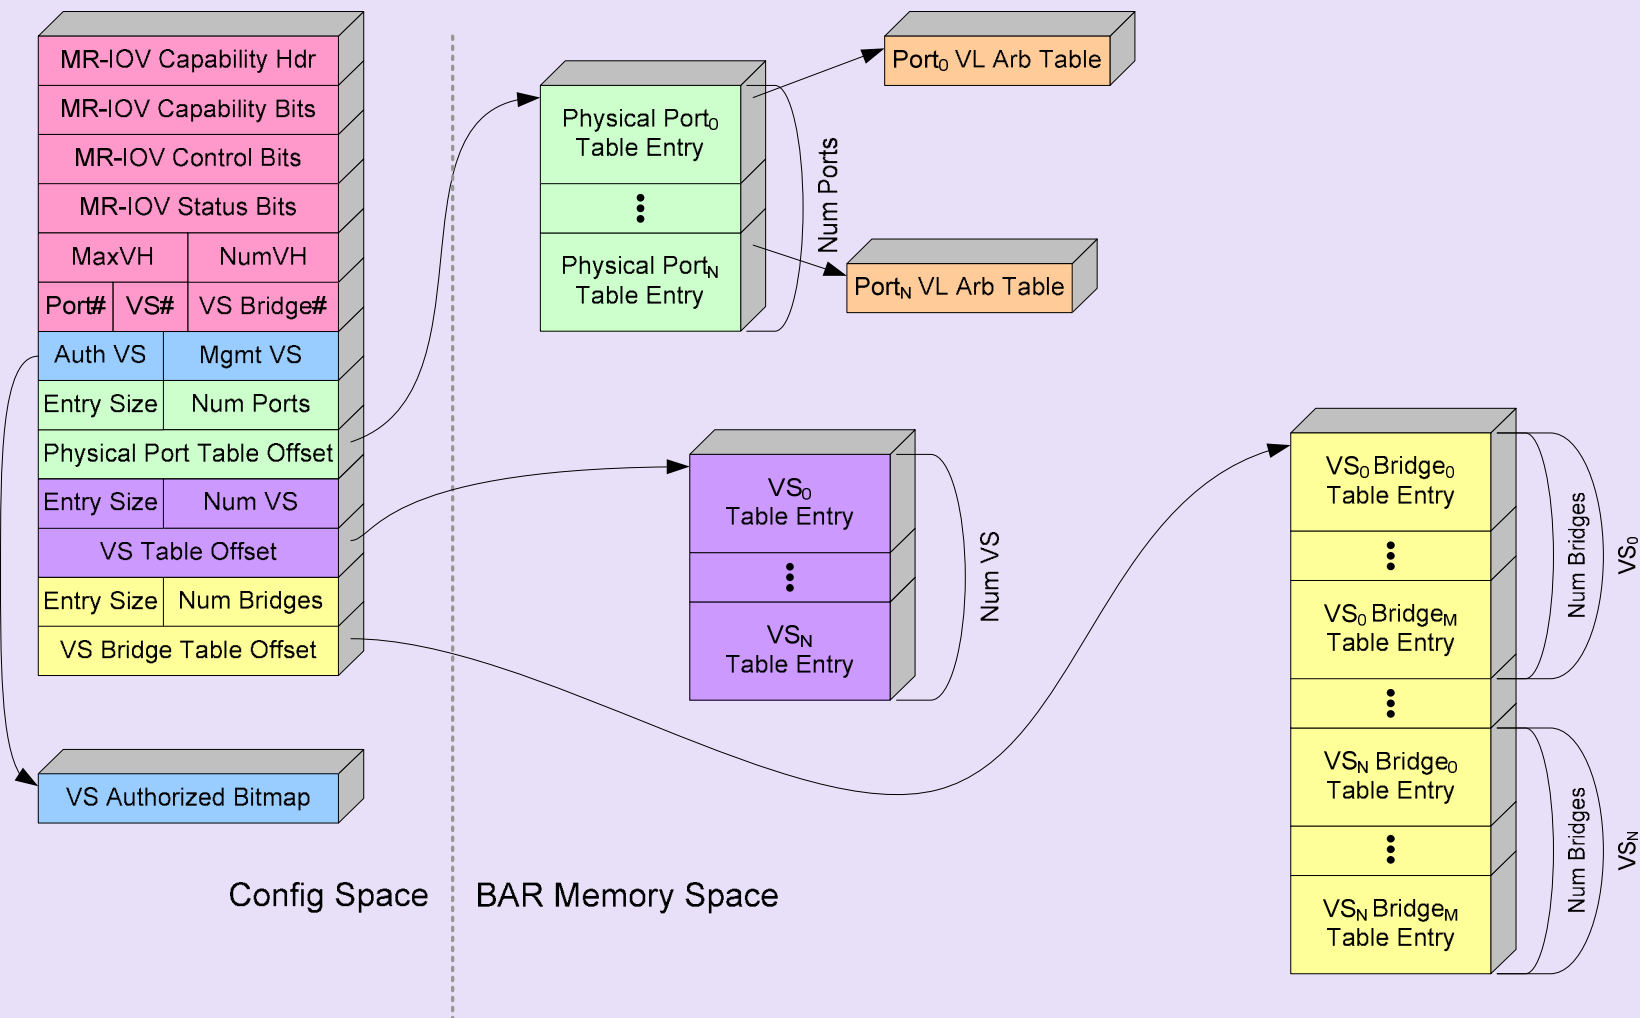 MR-IOV Capability Hdr
MR-IOV Capability Bits
MR-IOV Control Bits
MR-IOV Status Bits
MaxVH NumVH
Port# VS# VS Bridge#
Auth VS Mgmt VS
Entry Size Num Ports
Physical Port Table Offset
Entry Size Num VS
VS Table Offset
Entry Size Num Bridges
VS Bridge Table Offset
VS Authorized Bitmap
Config Space
BAR Memory Space
Physical Port0
Table Entry
Physical PortN
Table Entry
Num Ports
Port0 VL Arb Table
PortN VL Arb Table
VS0
Table Entry
VSN
Table Entry
Num VS
VS0 Bridge0
Table Entry
VS0 BridgeM
Table Entry
Num Bridges
VS0
VSN Bridge0
Table Entry
VSN BridgeM
Table Entry
Num Bridges
VSN